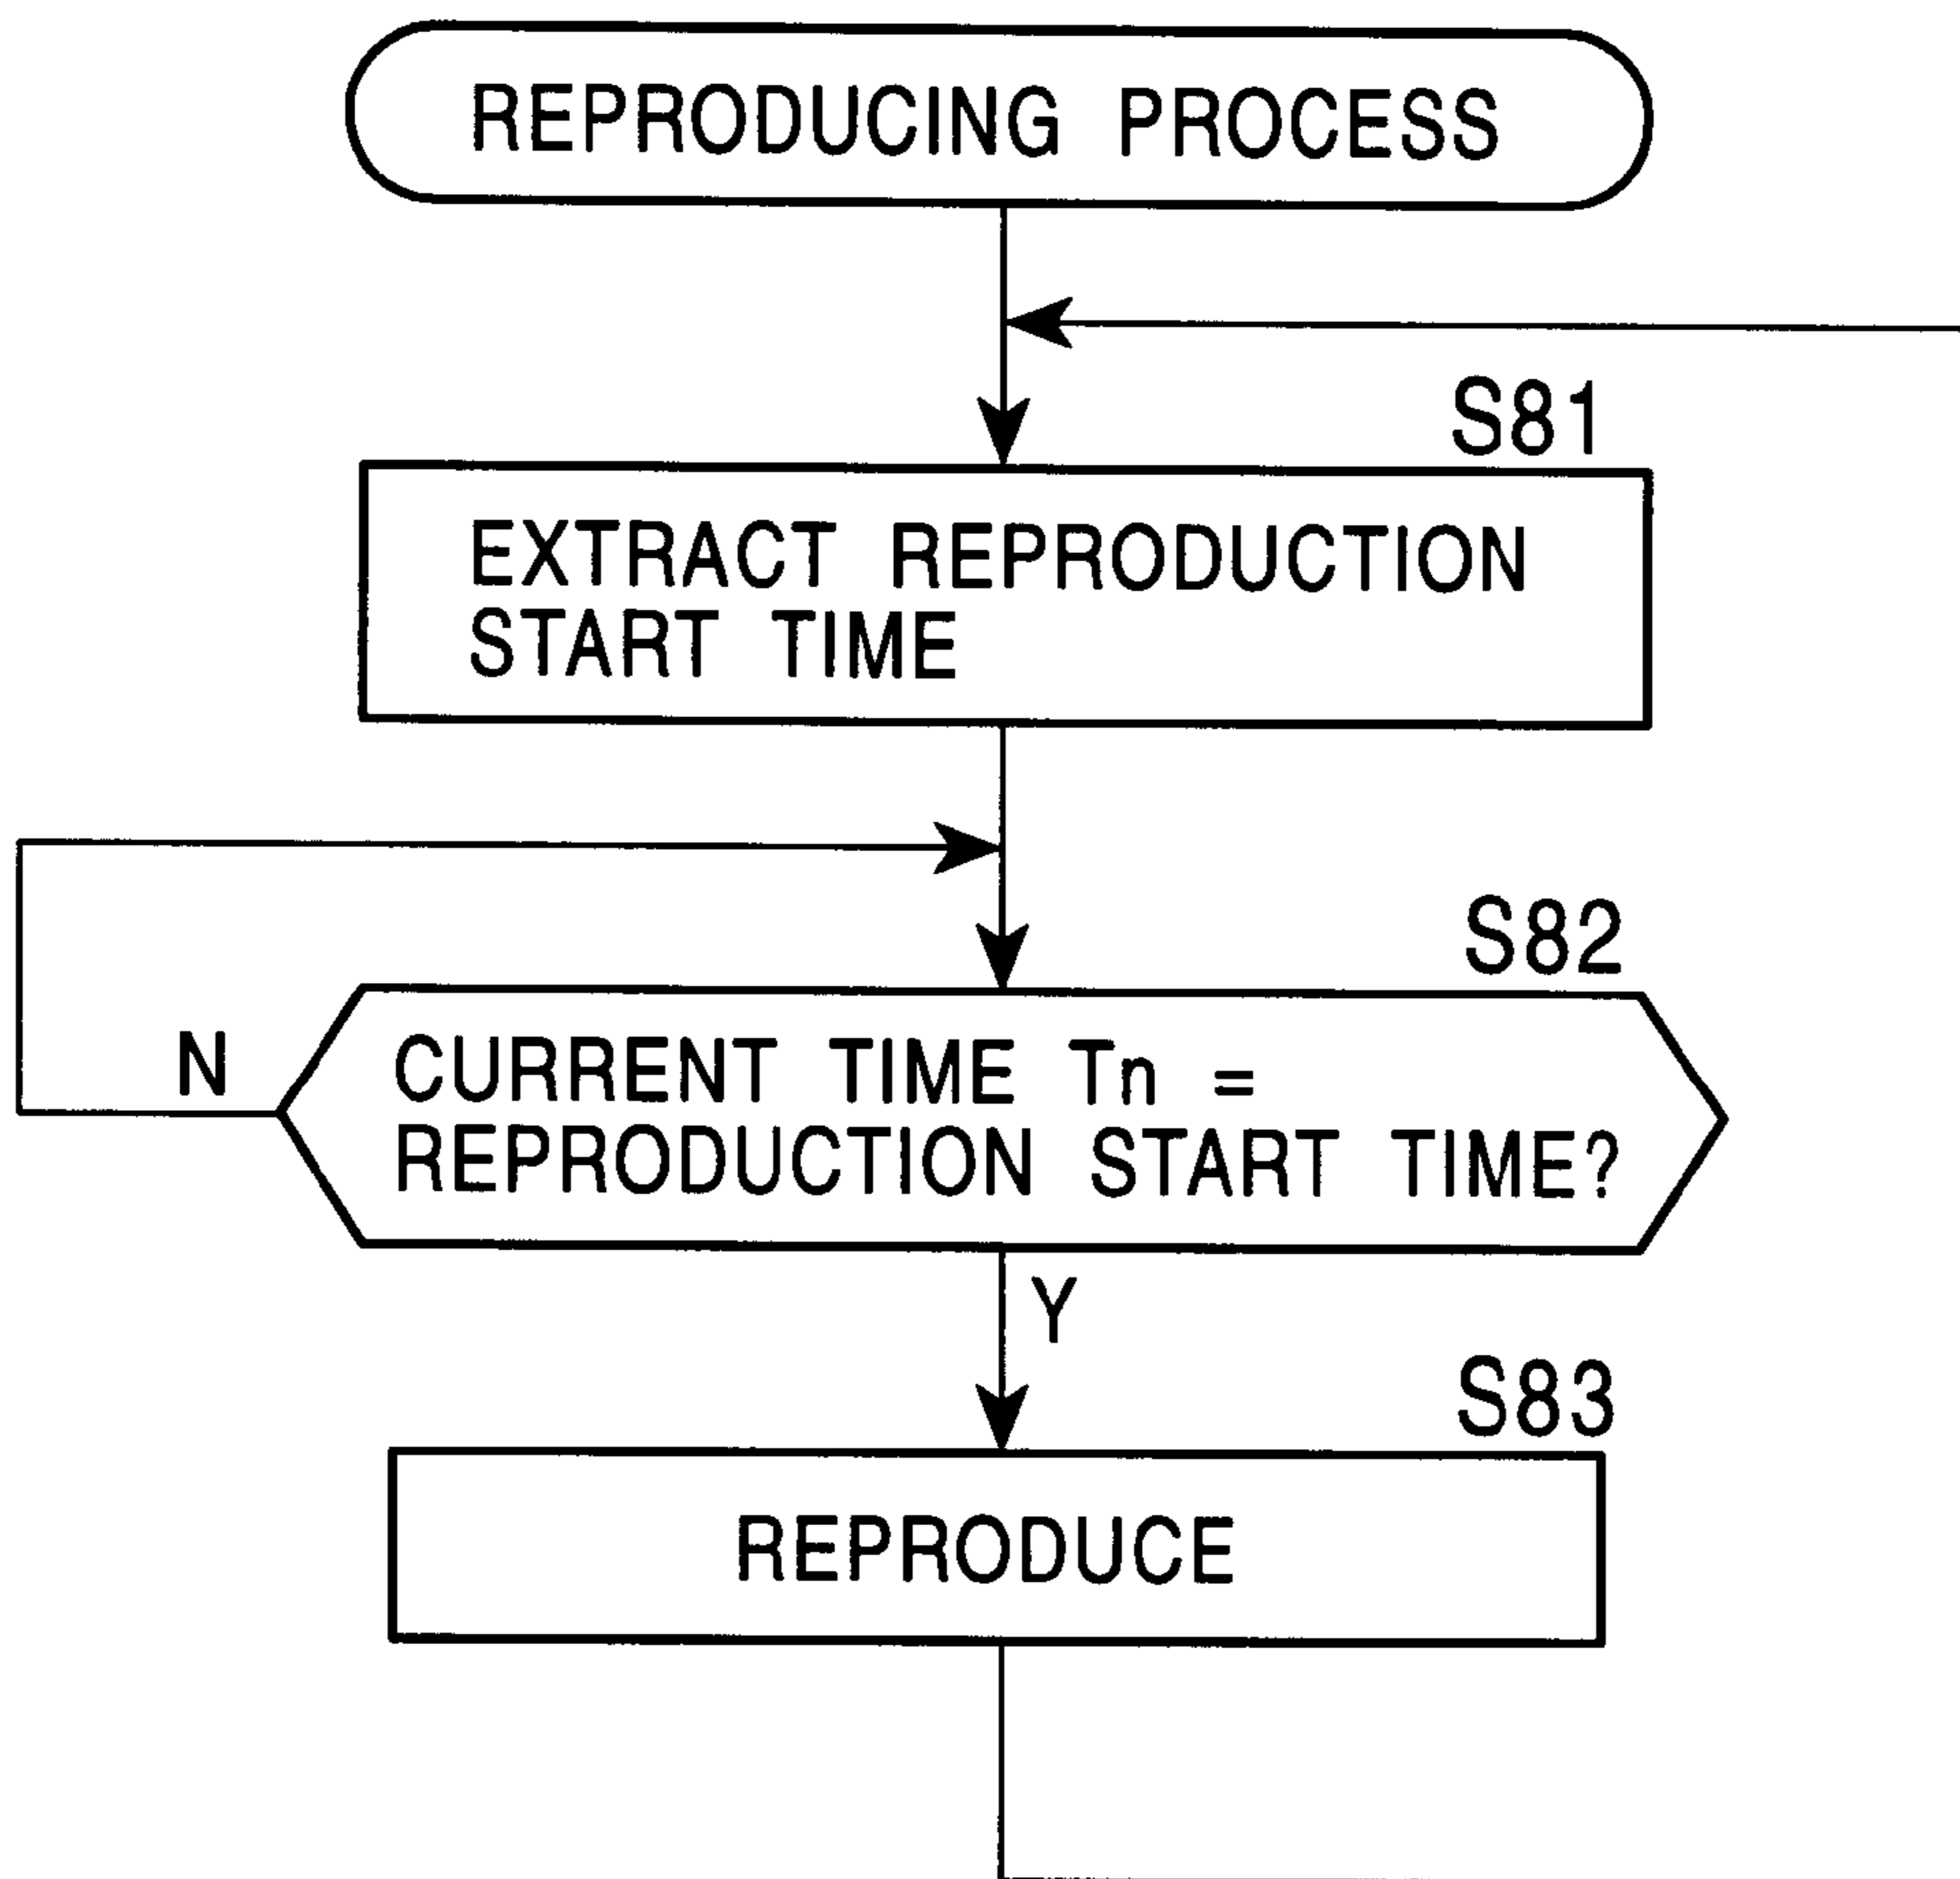 REPRODUCING PROCESS
S81
EXTRACT REPRODUCTION
START TIME
S82
N
CURRENT TIME Tn =
REPRODUCTION START TIME?
Y
S83
REPRODUCE